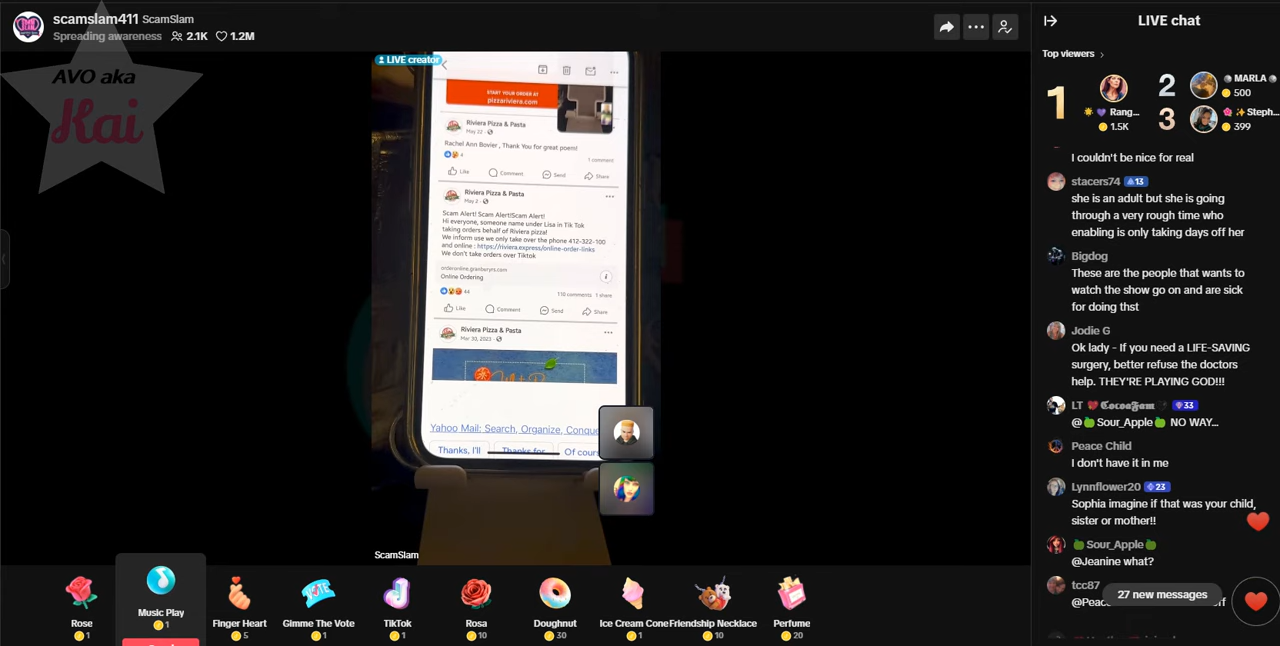 scamslam411 ScamSlam
Spreading awareness 2.1K 1.2M
AVO aka
Kai
LIVE creator
START YOUR ORDER AT
pizzariviera.com
Riviera Pizza & Pasta
May 22
Rachel Ann Bovier , Thank You for great poem!
4
1 comment
Like Comment Send Share
Riviera Pizza & Pasta
May 2
Scam Alert! Scam Alert!Scam Alert!
Hi everyone, someone name under Lisa in Tik Tok
taking orders behalf of Riviera pizza!
We inform use we only take over the phone 412-322-100
and online : https://riviera.express/online-order-links
We don't take orders over Tiktok
orderonline.granburyrs.com
Online Ordering
44
118 comments 1 share
Like Comment Send Share
Riviera Pizza & Pasta
Mar 30, 2023
Yahoo Mail: Search, Organize, Conque
Thanks, I'll Thanks for Of cour
ScamSlam
Rose
1
Music Play
1
Finger Heart
5
Gimme The Vote
1
TikTok
1
Rosa
10
Doughnut
30
Ice Cream Cone
1
Friendship Necklace
10
Perfume
20
LIVE chat
Top viewers
1
Rang...
1.5K
2
MARLA
500
3
Steph...
399
I couldn't be nice for real
stacers74 13
she is an adult but she is going
through a very rough time who
enabling is only taking days off her
Bigdog
These are the people that wants to
watch the show go on and are sick
for doing thst
Jodie G
Ok lady - If you need a LIFE-SAVING
surgery, better refuse the doctors
help. THEY'RE PLAYING GOD!!!
LT 𝕮𝖔𝖈𝖔𝖆𝕱𝖆𝖒 33
@🍏Sour_Apple🍏 NO WAY...
Peace Child
I don't have it in me
Lynnflower20 23
Sophia imagine if that was your child,
sister or mother!!
🍏Sour_Apple🍏
@Jeanine what?
tcc87
27 new messages